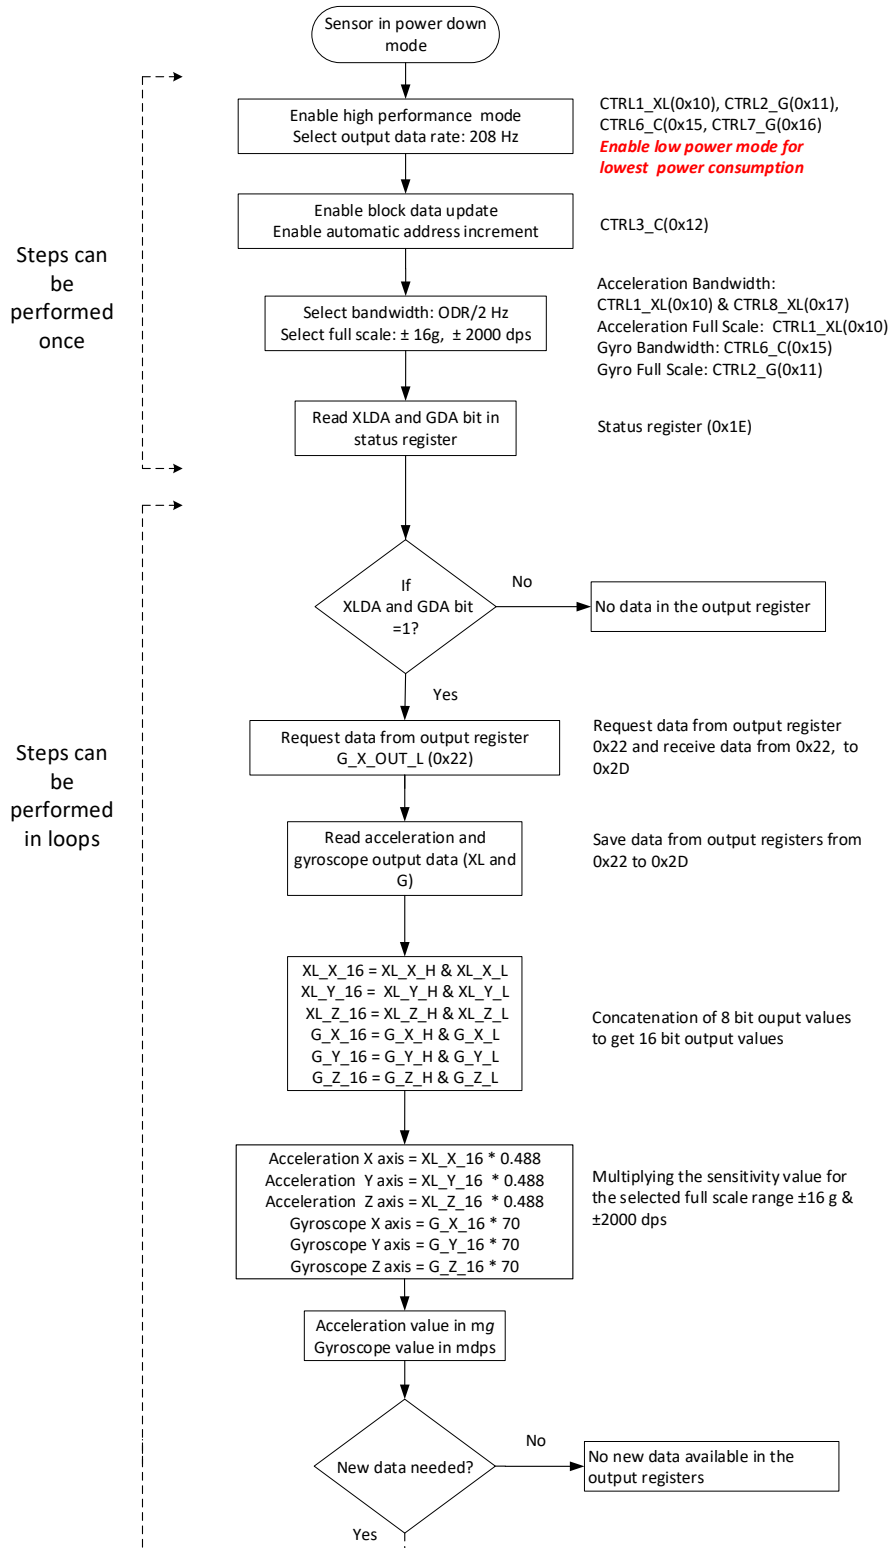 Sensor in power down
mode
Enable high performance  mode
Select output data rate: 208 Hz
CTRL1_XL(0x10), CTRL2_G(0x11),
CTRL6_C(0x15, CTRL7_G(0x16)
Enable low power mode for
lowest  power consumption
Enable block data update
Enable automatic address increment
CTRL3_C(0x12)
Steps can
be
performed
once
Select bandwidth: ODR/2 Hz
Select full scale: ± 16g,  ± 2000 dps
Acceleration Bandwidth:
CTRL1_XL(0x10) & CTRL8_XL(0x17)
Acceleration Full Scale:  CTRL1_XL(0x10)
Gyro Bandwidth: CTRL6_C(0x15)
Gyro Full Scale: CTRL2_G(0x11)
Read XLDA and GDA bit in
status register
Status register (0x1E)
If
XLDA and GDA bit
=1?
No
No data in the output register
Yes
Steps can
be
performed
in loops
Request data from output register
G_X_OUT_L (0x22)
Request data from output register
0x22 and receive data from 0x22,  to
0x2D
Read acceleration and
gyroscope output data (XL and
G)
Save data from output registers from
0x22 to 0x2D
XL_X_16 = XL_X_H & XL_X_L
XL_Y_16 =  XL_Y_H & XL_Y_L
XL_Z_16 = XL_Z_H & XL_Z_L
G_X_16 = G_X_H & G_X_L
G_Y_16 = G_Y_H & G_Y_L
G_Z_16 = G_Z_H & G_Z_L
Concatenation of 8 bit ouput values
to get 16 bit output values
Acceleration X axis = XL_X_16 * 0.488
Acceleration  Y axis = XL_Y_16  * 0.488
Acceleration  Z axis = XL_Z_16  * 0.488
Gyroscope X axis = G_X_16 * 70
Gyroscope Y axis = G_Y_16 * 70
Gyroscope Z axis = G_Z_16 * 70
Multiplying the sensitivity value for
the selected full scale range ±16 g &
±2000 dps
Acceleration value in mg
Gyroscope value in mdps
New data needed?
No
No new data available in the
output registers
Yes